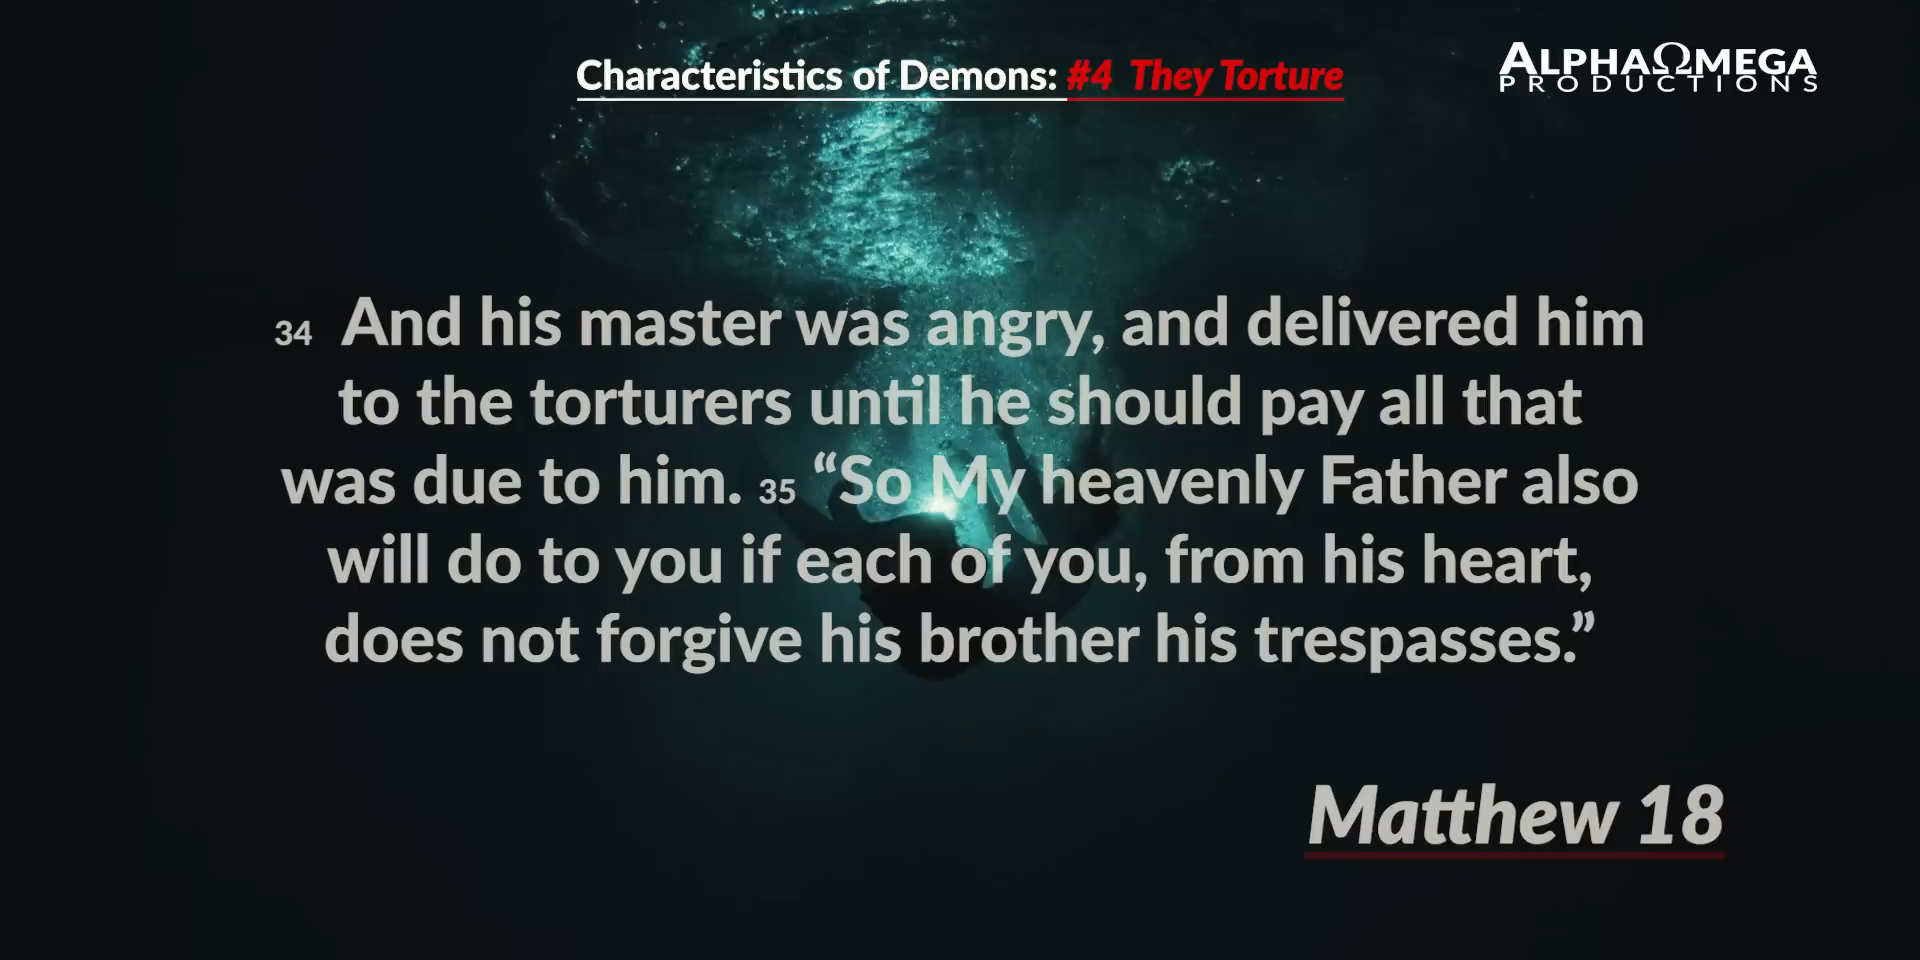 Characteristics of Demons: #4 They Torture
ALPHAΩMEGA
PRODUCTIONS
34 And his master was angry, and delivered him
to the torturers until he should pay all that
was due to him. 35 “So My heavenly Father also
will do to you if each of you, from his heart,
does not forgive his brother his trespasses.”
Matthew 18